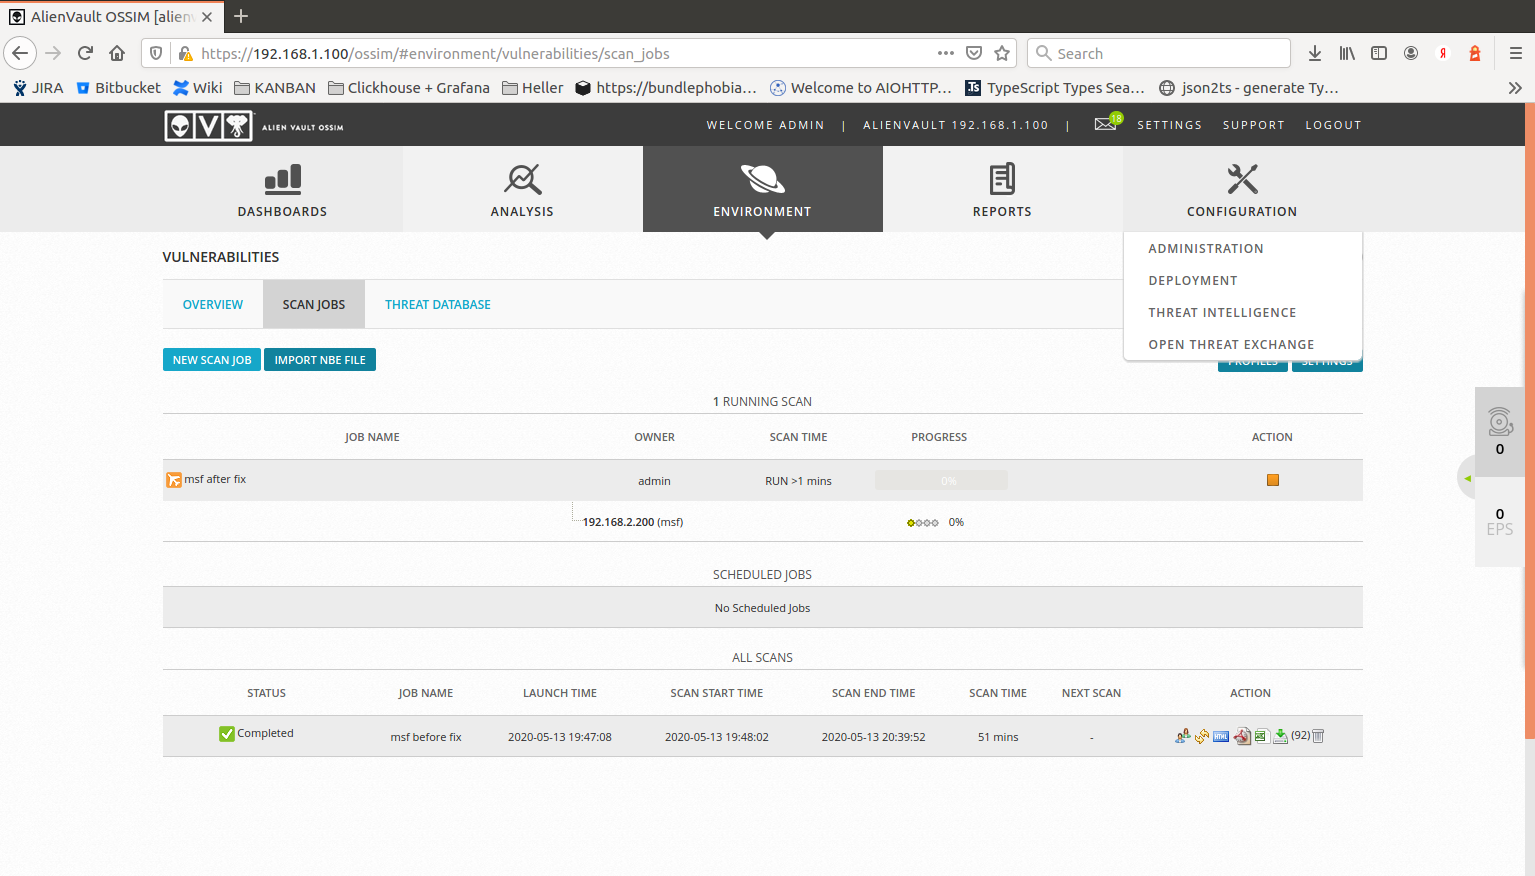 AlienVault OSSIM [alien
https://192.168.1.100/ossim/#environment/vulnerabilities/scan_jobs
Search
JIRA Bitbucket Wiki KANBAN Clickhouse + Grafana Heller https://bundlephobia... Welcome to AIOHTTP... TypeScript Types Sea... json2ts - generate Ty...
ALIEN VAULT OSSIM
WELCOME ADMIN | ALIENVAULT 192.168.1.100 | 18 SETTINGS SUPPORT LOGOUT
DASHBOARDS ANALYSIS ENVIRONMENT REPORTS CONFIGURATION
ADMINISTRATION
DEPLOYMENT
THREAT INTELLIGENCE
OPEN THREAT EXCHANGE
VULNERABILITIES
OVERVIEW SCAN JOBS THREAT DATABASE
NEW SCAN JOB IMPORT NBE FILE PROFILES SETTINGS
1 RUNNING SCAN
JOB NAME OWNER SCAN TIME PROGRESS ACTION
msf after fix admin RUN >1 mins 0%
192.168.2.200 (msf) 0%
0
0
EPS
SCHEDULED JOBS
No Scheduled Jobs
ALL SCANS
STATUS JOB NAME LAUNCH TIME SCAN START TIME SCAN END TIME SCAN TIME NEXT SCAN ACTION
Completed msf before fix 2020-05-13 19:47:08 2020-05-13 19:48:02 2020-05-13 20:39:52 51 mins - HTML (92)